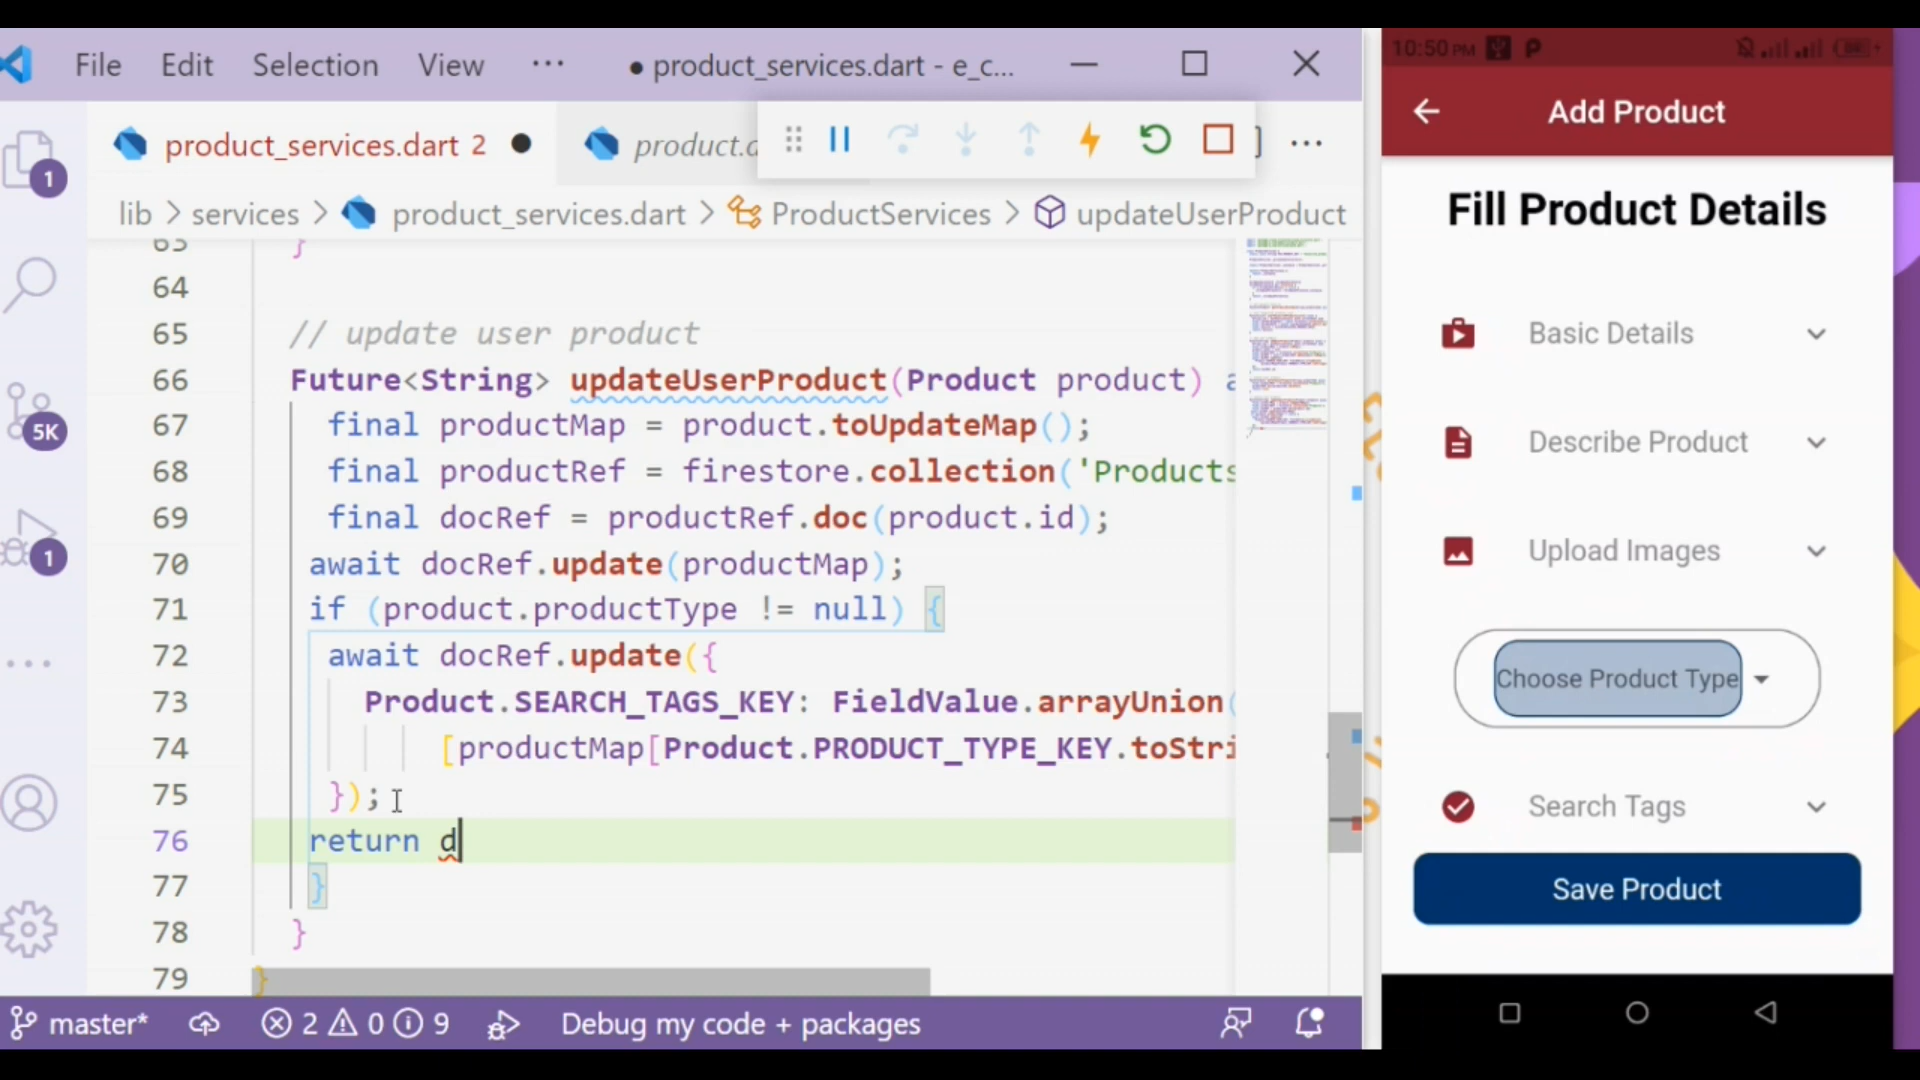 File Edit Selection View ··· ● product_services.dart - e_c...
product_services.dart 2 ●
product.d
lib > services > product_services.dart > ProductServices > updateUserProduct
63 }
64
65 // update user product
66 Future<String> updateUserProduct(Product product) a
67 final productMap = product.toUpdateMap();
68 final productRef = firestore.collection('Products
69 final docRef = productRef.doc(product.id);
70 await docRef.update(productMap);
71 if (product.productType != null) {
72 await docRef.update({
73 Product.SEARCH_TAGS_KEY: FieldValue.arrayUnion(
74 [productMap[Product.PRODUCT_TYPE_KEY.toStri
75 });
76 return d
77 }
78 }
79 }
1
5K
1
master* 2 0 9 Debug my code + packages
10:50 PM
Add Product
Fill Product Details
Basic Details
Describe Product
Upload Images
Choose Product Type
Search Tags
Save Product